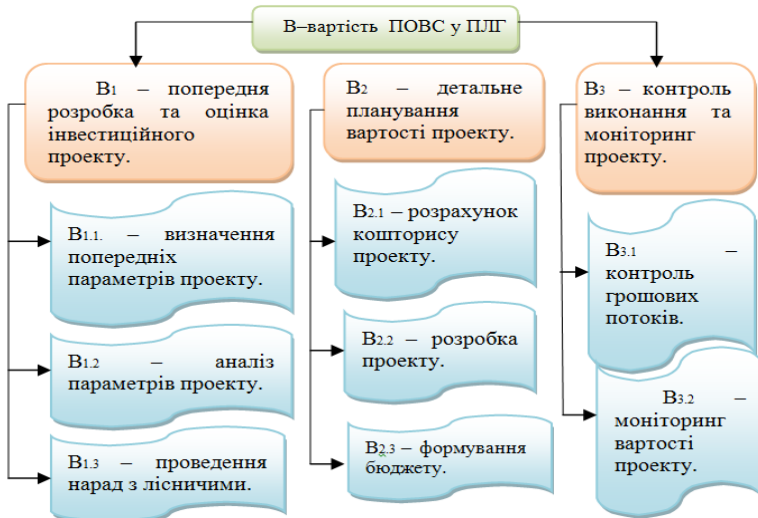 В–вартість ПОВС у ПЛГ
В1 – попередня
розробка та оцінка
інвестиційного
проекту.
В1.1. – визначення
попередніх
параметрів проекту.
В1.2 – аналіз
параметрів проекту.
В1.3 – проведення
нарад з лісничими.
В2 – детальне
планування
вартості проекту.
В2.1 – розрахунок
кошторису
проекту.
В2.2 – розробка
проекту.
В2.3 – формування
бюджету.
В3 – контроль
виконання та
моніторинг
проекту.
В3.1 –
контроль
грошових
потоків.
В3.2 –
моніторинг
вартості
проекту.